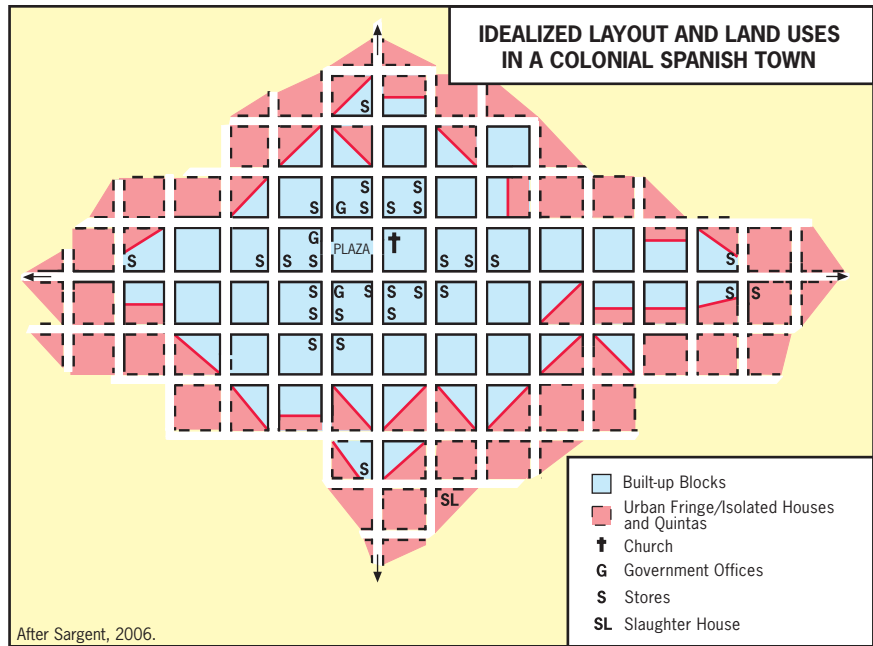 IDEALIZED LAYOUT AND LAND USES
IN A COLONIAL SPANISH TOWN
S
S S
S G S S S
G
S S S S PLAZA S S S S
S G S S S S S S
S S S
S S
S
SL
Built-up Blocks
Urban Fringe/Isolated Houses
and Quintas
Church
G Government Offices
S Stores
SL Slaughter House
After Sargent, 2006.